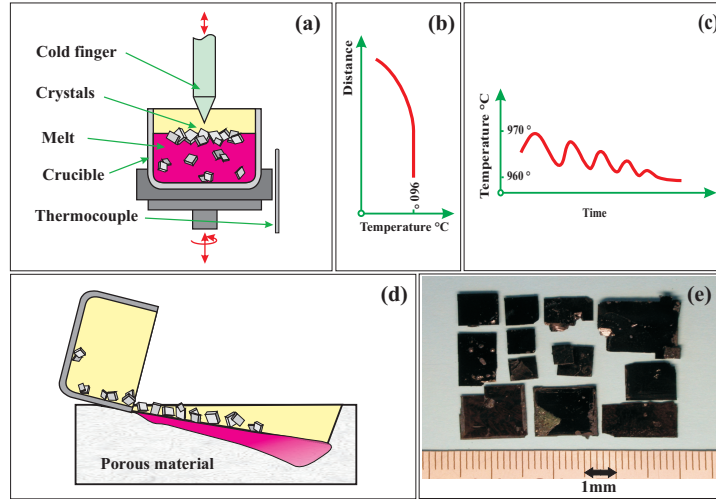 (a)
Cold finger
Crystals
Melt
Crucible
Thermocouple
(b)
Distance
960 °
Temperature °C
(c)
Temperature °C
970 °
960 °
Time
(d)
Porous material
(e)
1mm